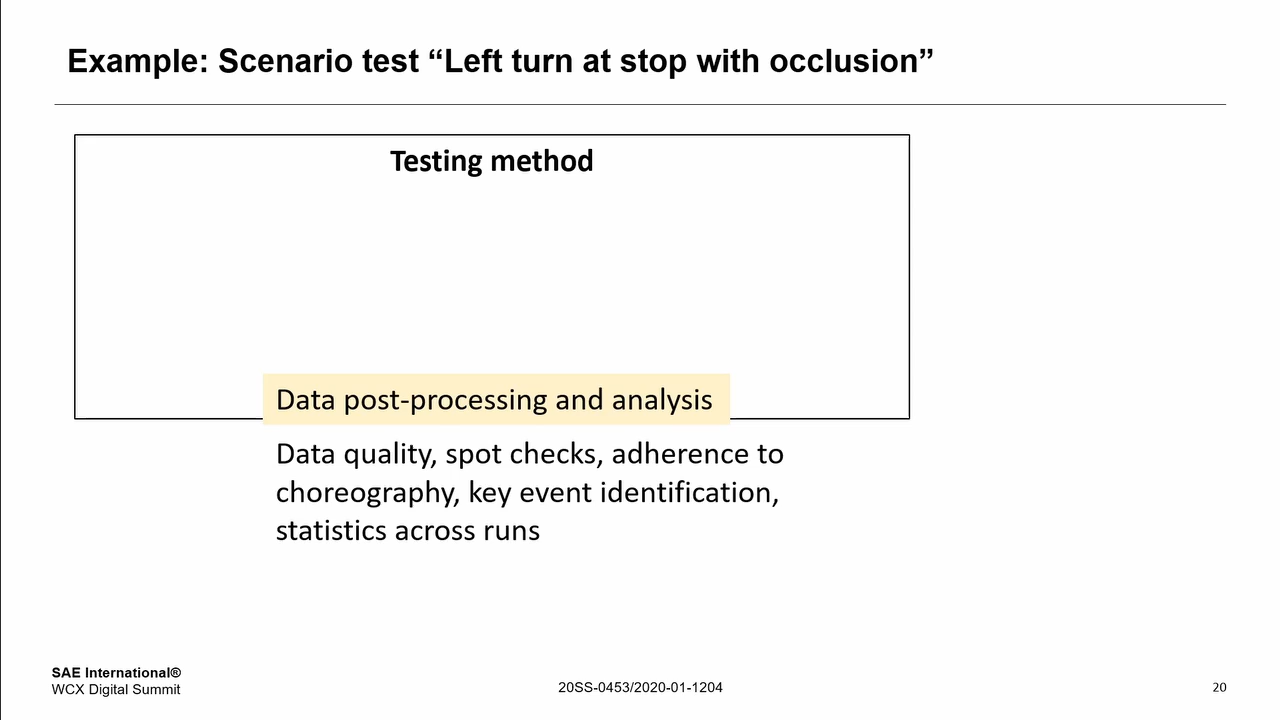 Example: Scenario test “Left turn at stop with occlusion”
Testing method
Data post-processing and analysis
Data quality, spot checks, adherence to
choreography, key event identification,
statistics across runs
SAE International®
WCX Digital Summit
20SS-0453/2020-01-1204
20